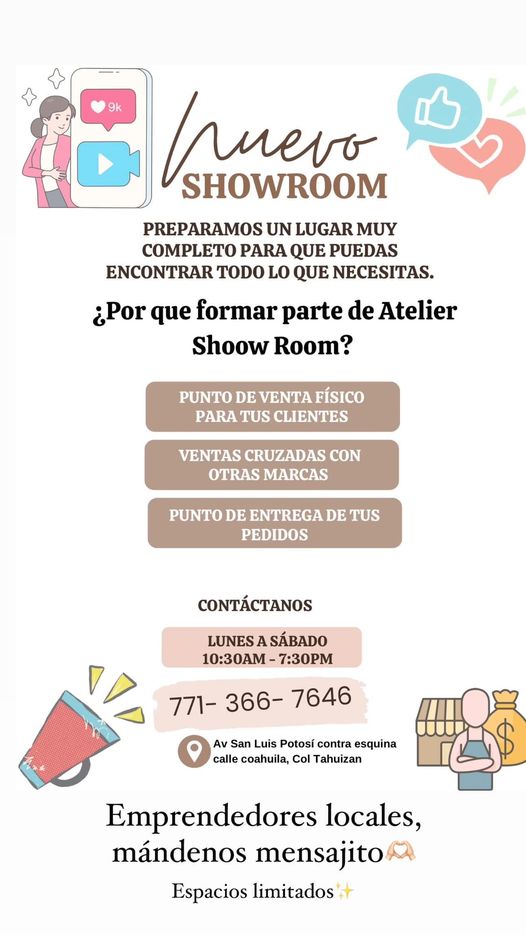 9k
Nuevo
SHOWROOM
PREPARAMOS UN LUGAR MUY
COMPLETO PARA QUE PUEDAS
ENCONTRAR TODO LO QUE NECESITAS.
¿Por que formar parte de Atelier
Shoow Room?
PUNTO DE VENTA FÍSICO
PARA TUS CLIENTES
VENTAS CRUZADAS CON
OTRAS MARCAS
PUNTO DE ENTREGA DE TUS
PEDIDOS
CONTÁCTANOS
LUNES A SÁBADO
10:30AM - 7:30PM
771- 366- 7646
Av San Luis Potosí contra esquina
calle coahuila, Col Tahuizan
$
Emprendedores locales,
mándenos mensajito🫶🏻
Espacios limitados✨